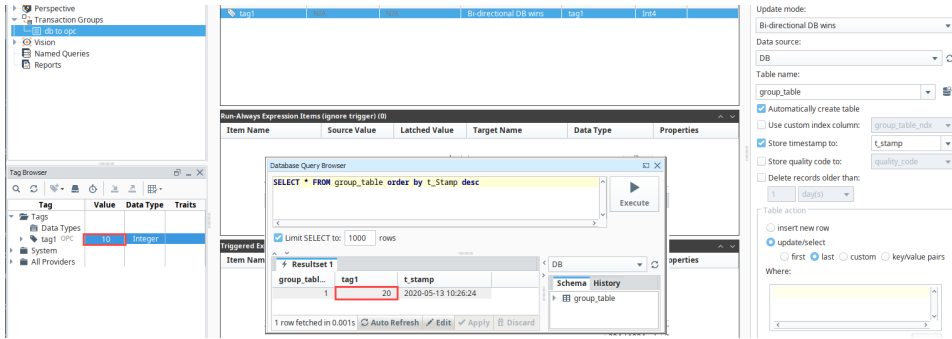 Perspective
Transaction Groups
db to opc
Vision
Named Queries
Reports
Tag Browser
Tag Value Data Type Traits
Tags
Data Types
tag1 OPC 10 Integer
System
All Providers
tag1 N/A N/A Bi-directional DB wins tag1 Int4
Run-Always Expression Items (ignore trigger) (0)
Item Name Source Value Latched Value Target Name Data Type Properties
Database Query Browser
SELECT * FROM group_table order by t_Stamp desc
Execute
Limit SELECT to: 1000 rows
Resultset 1
group_tabl... tag1 t_stamp
1 20 2020-05-13 10:26:24
1 row fetched in 0.001s Auto Refresh Edit Apply Discard
DB
Schema History
group_table
Triggered Ex
Item Nam
operties
Update mode:
Bi-directional DB wins
Data source:
DB
Table name:
group_table
Automatically create table
Use custom index column: group_table_ndx
Store timestamp to: t_stamp
Store quality code to: quality_code
Delete records older than:
1 day(s)
Table action
insert new row
update/select
first last custom key/value pairs
Where: